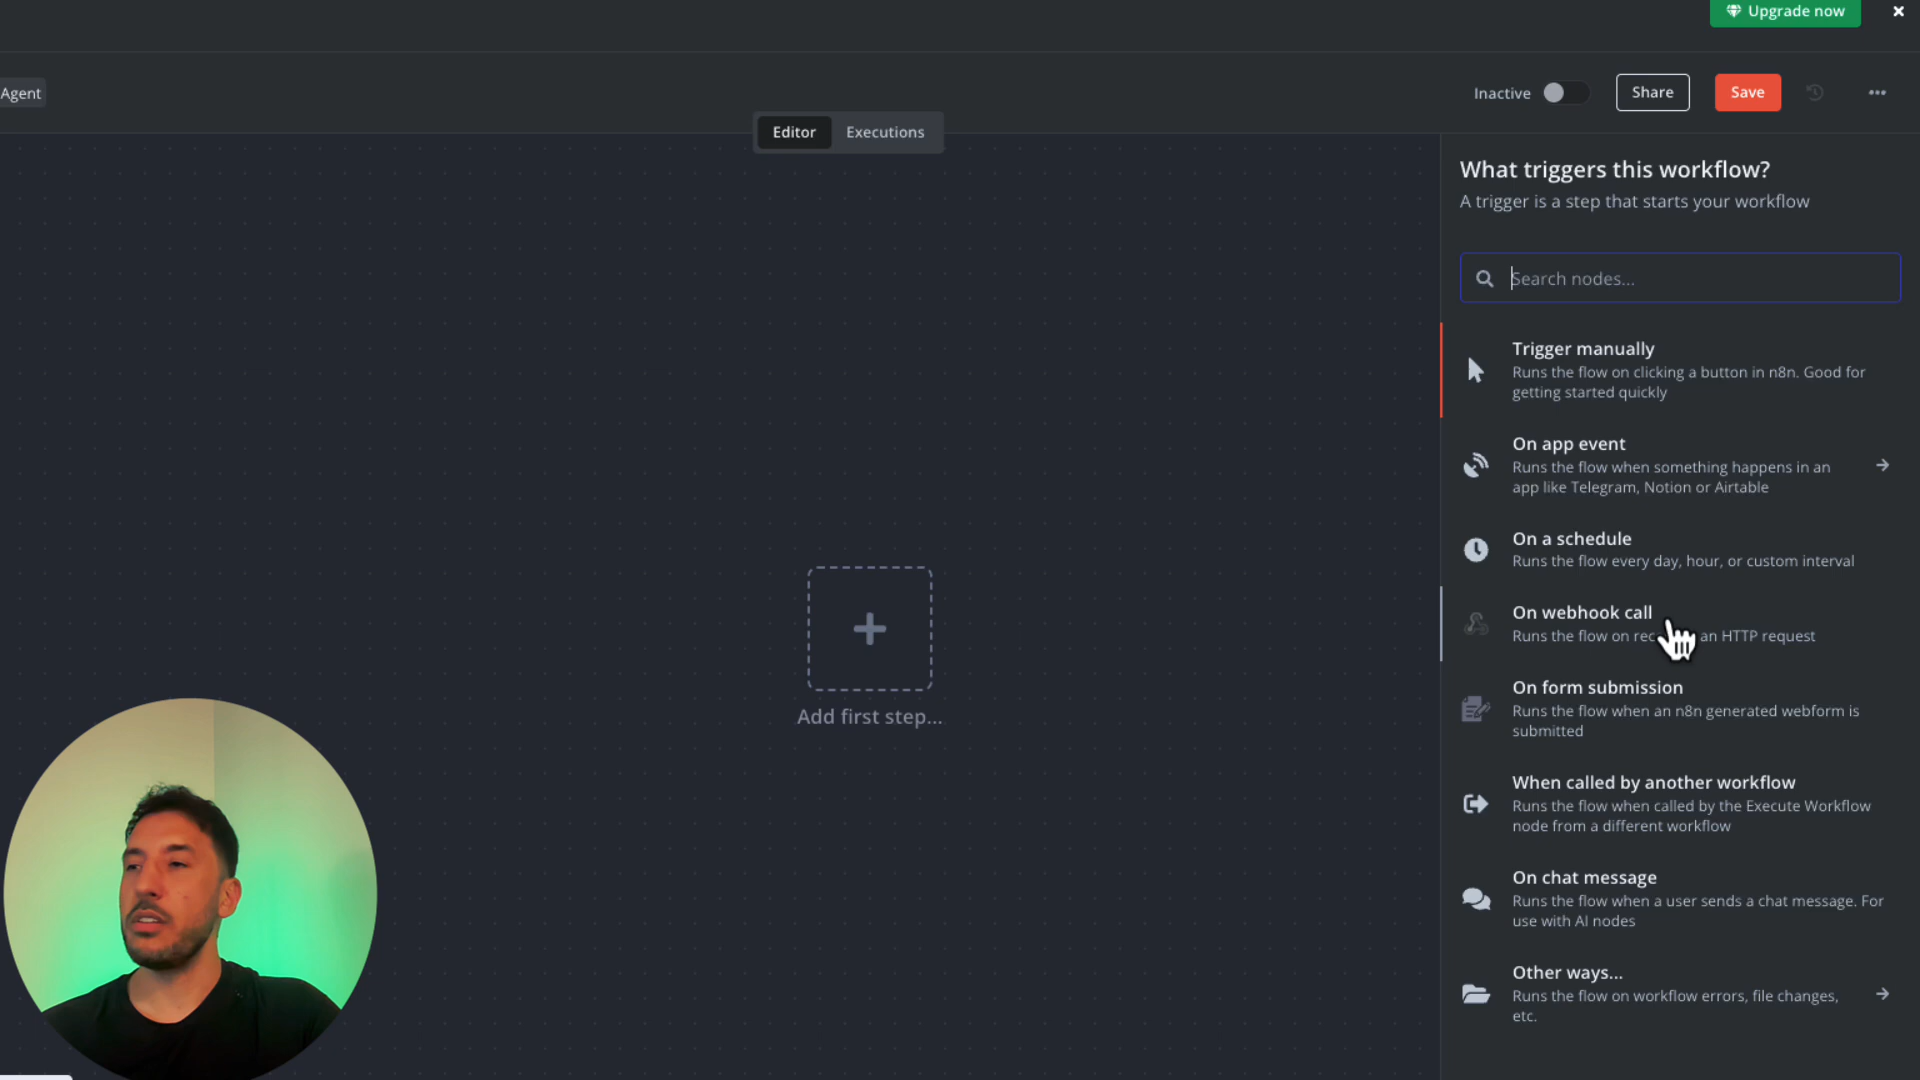 Upgrade now
Agent
Inactive
Share
Save
Editor
Executions
What triggers this workflow?
A trigger is a step that starts your workflow
Search nodes...
Trigger manually
Runs the flow on clicking a button in n8n. Good for
getting started quickly
On app event
Runs the flow when something happens in an
app like Telegram, Notion or Airtable
On a schedule
Runs the flow every day, hour, or custom interval
On webhook call
Runs the flow on an HTTP request
On form submission
Runs the flow when an n8n generated webform is
submitted
When called by another workflow
Runs the flow when called by the Execute Workflow
node from a different workflow
On chat message
Runs the flow when a user sends a chat message. For
use with AI nodes
Other ways...
Runs the flow on workflow errors, file changes,
etc.
Add first step...